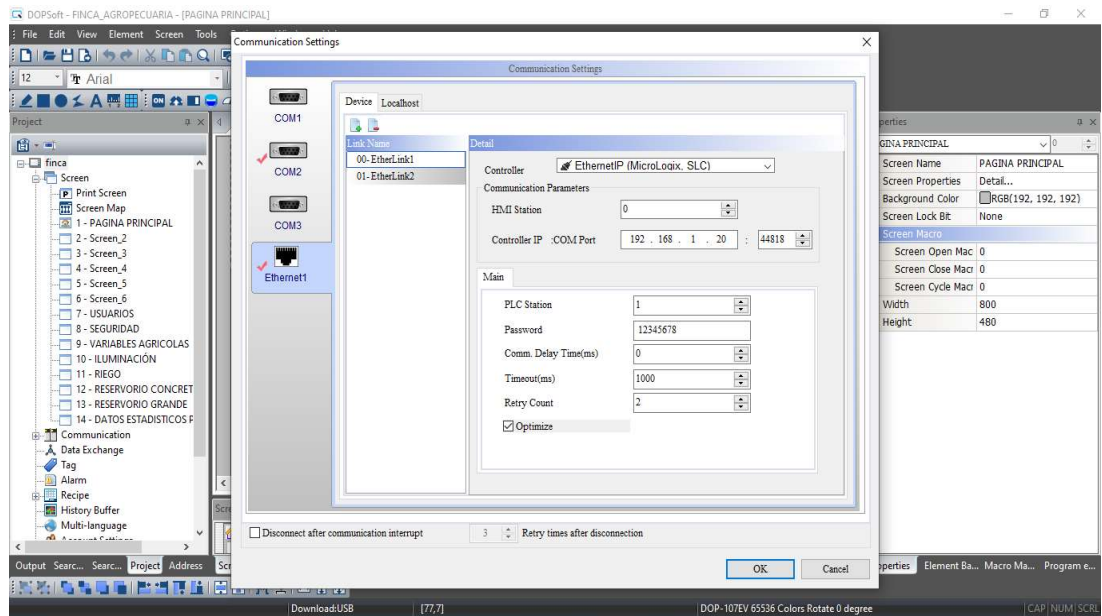 DOPSoft - FINCA_AGROPECUARIA - [PAGINA PRINCIPAL]
File Edit View Element Screen Tools
12 Arial
Project
finca
Screen
Print Screen
Screen Map
1 - PAGINA PRINCIPAL
2 - Screen_2
3 - Screen_3
4 - Screen_4
5 - Screen_5
6 - Screen_6
7 - USUARIOS
8 - SEGURIDAD
9 - VARIABLES AGRICOLAS
10 - ILUMINACIÓN
11 - RIEGO
12 - RESERVORIO CONCRET
13 - RESERVORIO GRANDE
14 - DATOS ESTADISTICOS P
Communication
Data Exchange
Tag
Alarm
Recipe
History Buffer
Multi-language
Output Searc... Searc... Project Address
Communication Settings
Communication Settings
COM1
COM2
COM3
Ethernet1
Device Localhost
Link Name
00- EtherLink1
01- EtherLink2
Detail
Controller EthernetIP (MicroLogix, SLC)
Communication Parameters
HMI Station 0
Controller IP :COM Port 192 . 168 . 1 . 20 : 44818
Main
PLC Station 1
Password 12345678
Comm. Delay Time(ms) 0
Timeout(ms) 1000
Retry Count 2
Optimize
Disconnect after communication interrupt 3 Retry times after disconnection
OK Cancel
perties
GINA PRINCIPAL 0
Screen Name PAGINA PRINCIPAL
Screen Properties Detail...
Background Color RGB(192, 192, 192)
Screen Lock Bit None
Screen Macro
Screen Open Mac 0
Screen Close Macr 0
Screen Cycle Macr 0
Width 800
Height 480
operties Element Ba... Macro Ma... Program e...
Download:USB [77,7] DOP-107EV 65536 Colors Rotate 0 degree CAP NUM SCRL